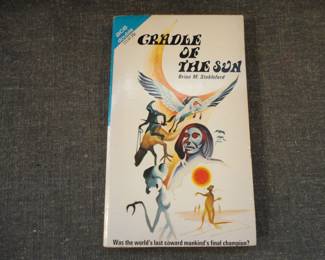 CRADLE
OF
THE SUN
Brian M. Stableford
Was the world's last coward mankind's final champion?